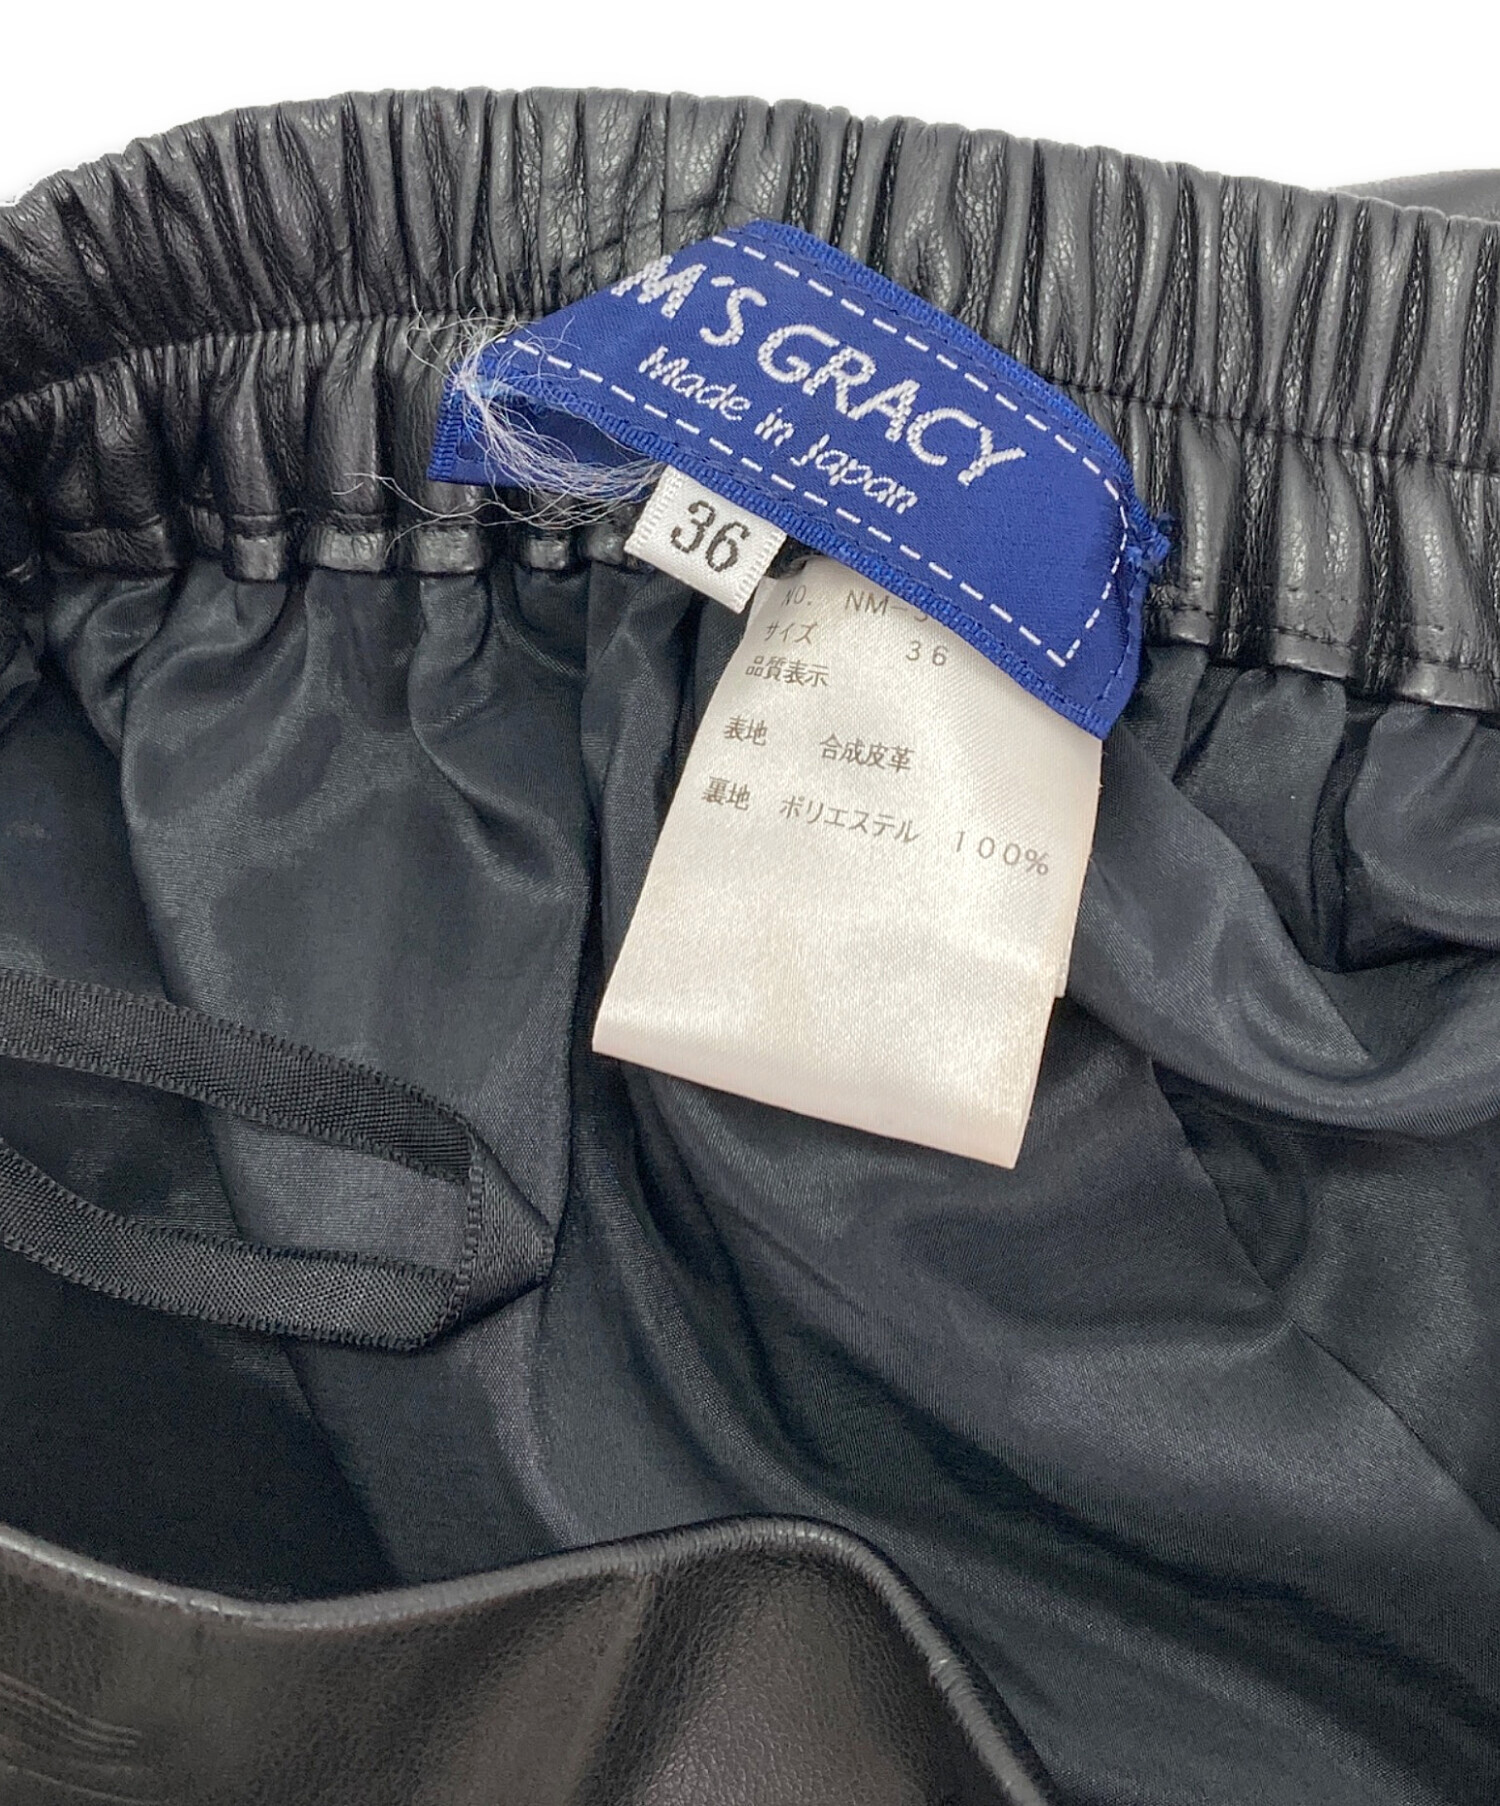 M'S GRACY
Made in Japan
36
NO. NM-
サイズ 36
品質表示
表地 合成皮革
裏地 ポリエステル 100%